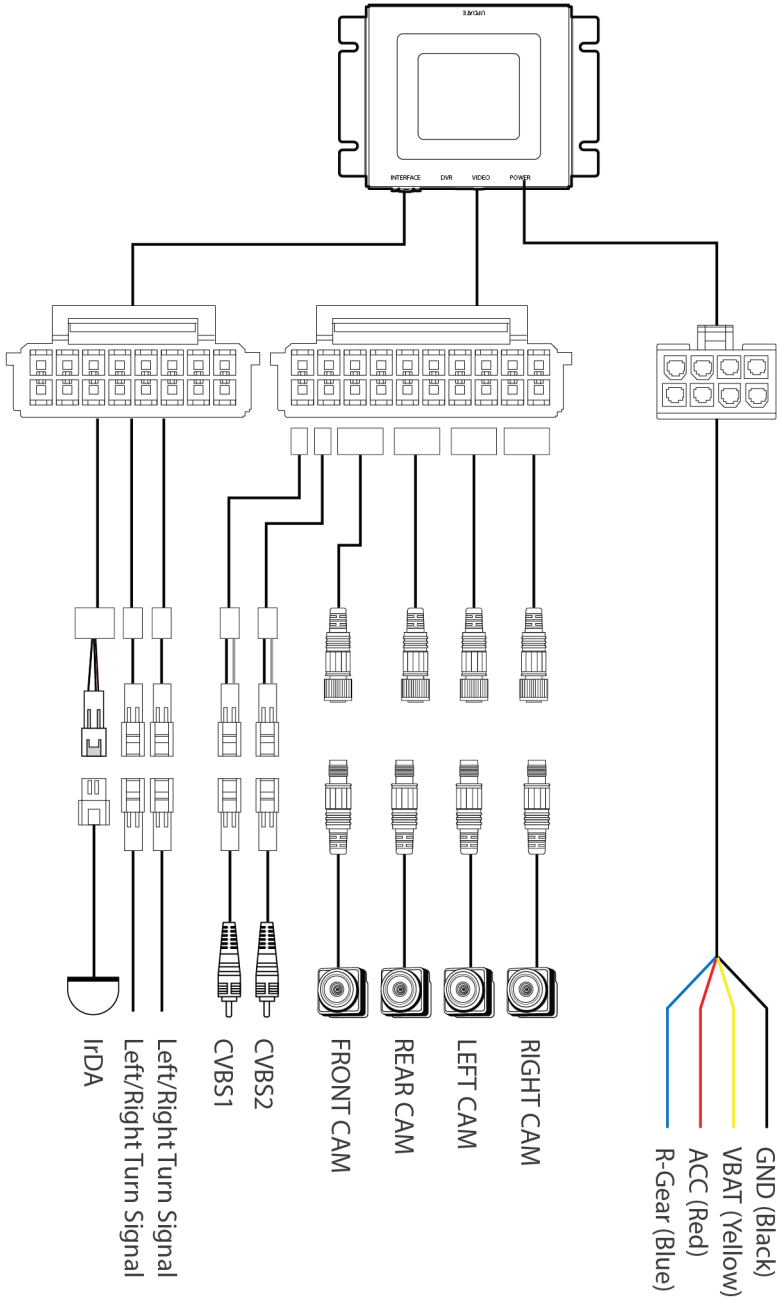 UPDATE
INTERFACE
DVR
VIDEO
POWER
IrDA
Left/Right Turn Signal
Left/Right Turn Signal
CVBS1
CVBS2
FRONT CAM
REAR CAM
LEFT CAM
RIGHT CAM
R-Gear (Blue)
ACC (Red)
VBAT (Yellow)
GND (Black)